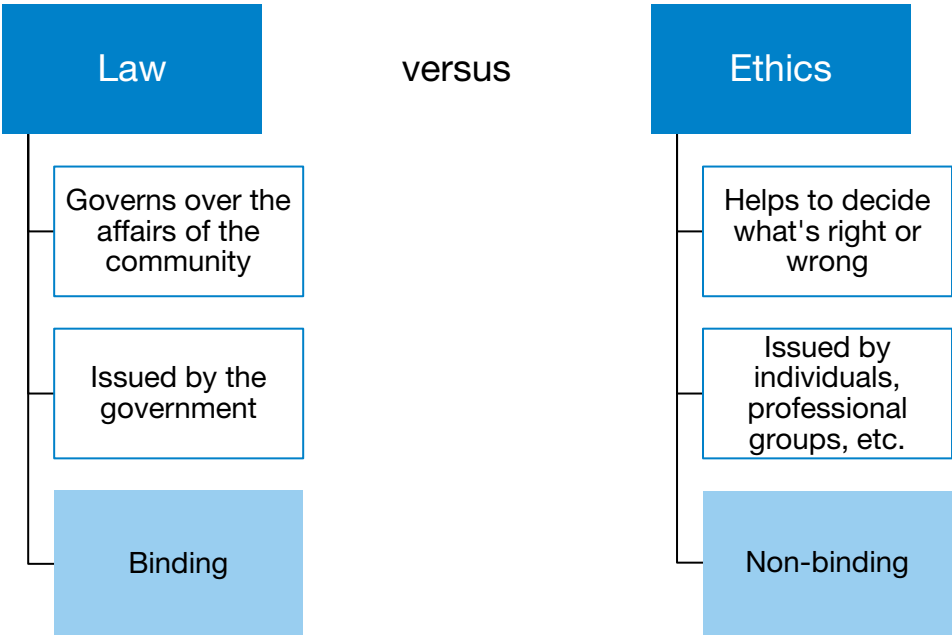 Law
versus
Ethics
Governs over the
affairs of the
community
Helps to decide
what's right or
wrong
Issued by the
government
Issued by
individuals,
professional
groups, etc.
Binding
Non-binding